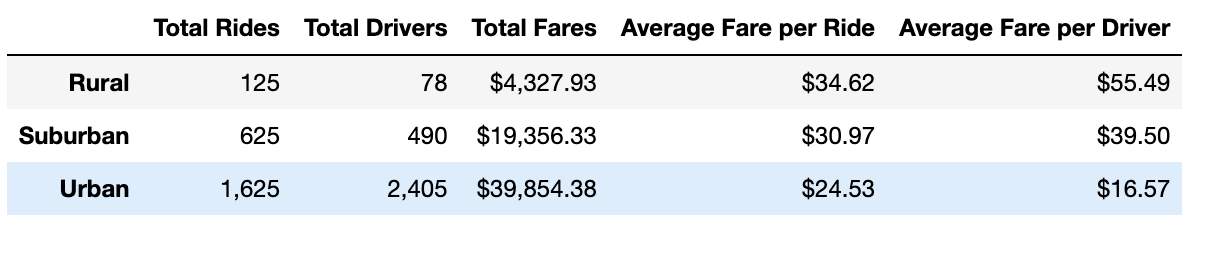 Total Rides Total Drivers Total Fares Average Fare per Ride Average Fare per Driver
Rural 125 78 $4,327.93 $34.62 $55.49
Suburban 625 490 $19,356.33 $30.97 $39.50
Urban 1,625 2,405 $39,854.38 $24.53 $16.57